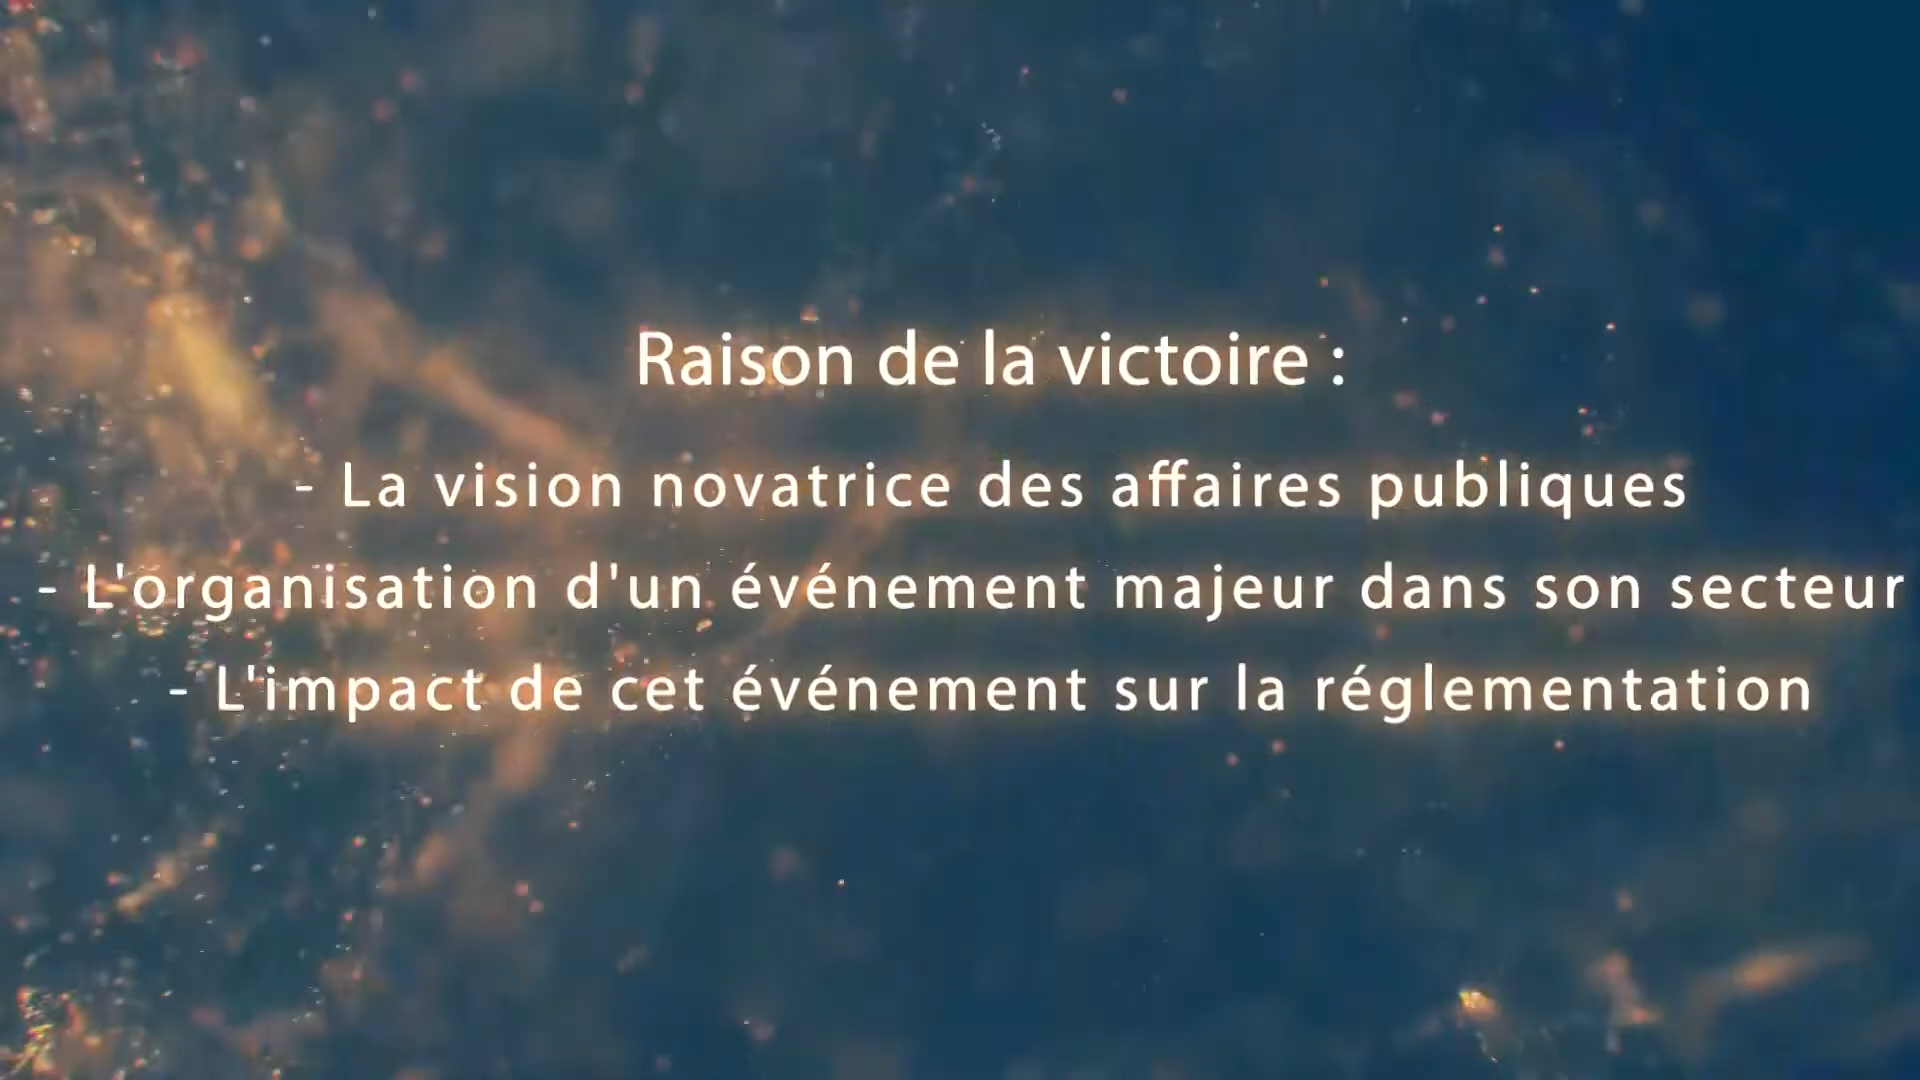 Raison de la victoire :
- La vision novatrice des affaires publiques
- L'organisation d'un événement majeur dans son secteur
- L'impact de cet événement sur la réglementation